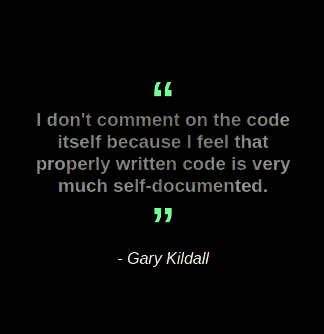 “
I don't comment on the code
itself because I feel that
properly written code is very
much self-documented.
”
- Gary Kildall